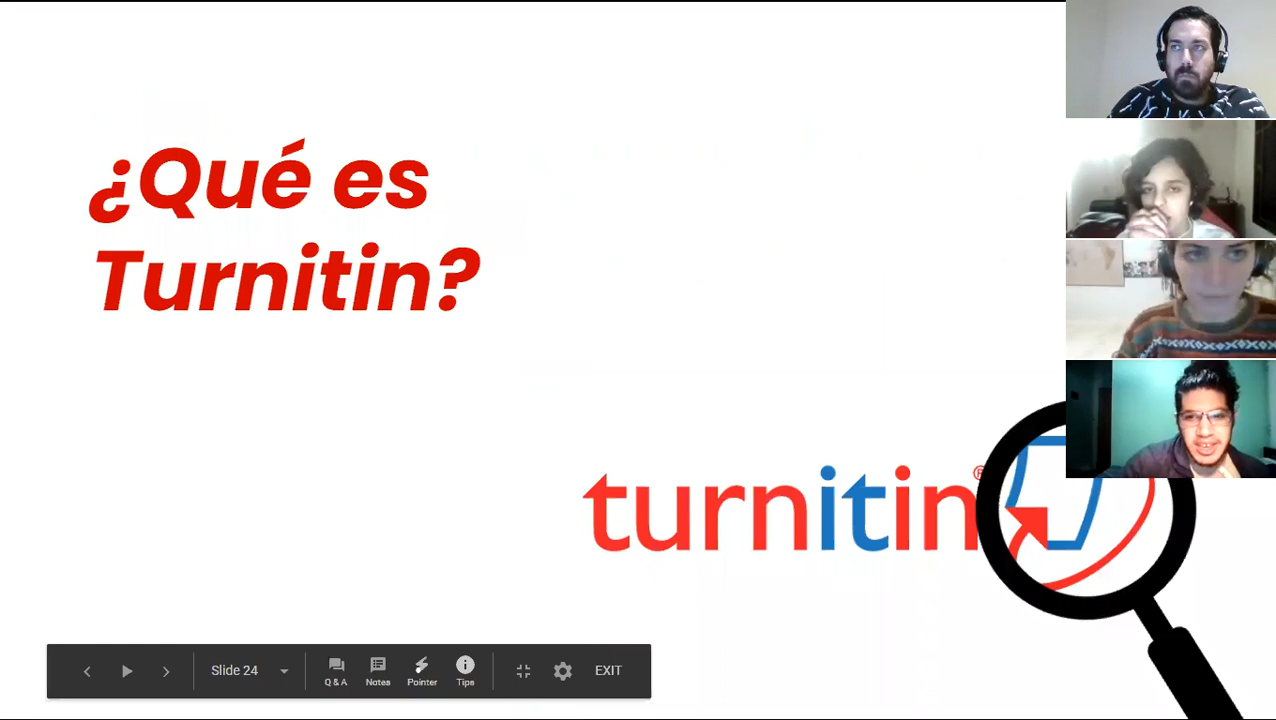 ¿Qué es
Turnitin?
turnitin®
Slide 24
Q & A
Notes
Pointer
Tips
EXIT